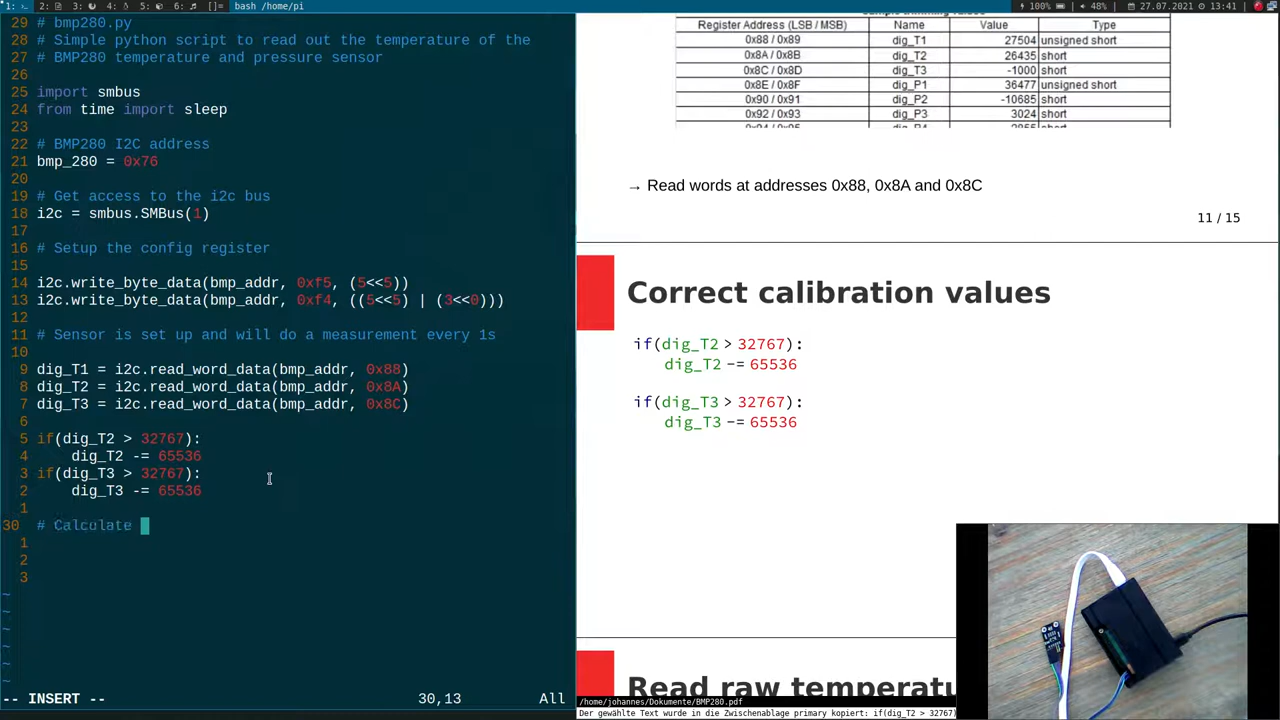 1: 2: 3: 4: 5: 6: []= bash /home/pi 100% 48% 27.07.2021 13:41
29 # bmp280.py
28 # Simple python script to read out the temperature of the
27 # BMP280 temperature and pressure sensor
26
25 import smbus
24 from time import sleep
23
22 # BMP280 I2C address
21 bmp_280 = 0x76
20
19 # Get access to the i2c bus
18 i2c = smbus.SMBus(1)
17
16 # Setup the config register
15
14 i2c.write_byte_data(bmp_addr, 0xf5, (5<<5))
13 i2c.write_byte_data(bmp_addr, 0xf4, ((5<<5) | (3<<0)))
12
11 # Sensor is set up and will do a measurement every 1s
10
9 dig_T1 = i2c.read_word_data(bmp_addr, 0x88)
8 dig_T2 = i2c.read_word_data(bmp_addr, 0x8A)
7 dig_T3 = i2c.read_word_data(bmp_addr, 0x8C)
6
5 if(dig_T2 > 32767):
4 dig_T2 -= 65536
3 if(dig_T3 > 32767):
2 dig_T3 -= 65536
1
30 # Calculate
1
2
3
~
~
~
~
~
~
-- INSERT -- 30,13 All
Register Address (LSB / MSB) Name Value Type
0x88 / 0x89 dig_T1 27504 unsigned short
0x8A / 0x8B dig_T2 26435 short
0x8C / 0x8D dig_T3 -1000 short
0x8E / 0x8F dig_P1 36477 unsigned short
0x90 / 0x91 dig_P2 -10685 short
0x92 / 0x93 dig_P3 3024 short
→ Read words at addresses 0x88, 0x8A and 0x8C
11 / 15
Correct calibration values
if(dig_T2 > 32767):
dig_T2 -= 65536
if(dig_T3 > 32767):
dig_T3 -= 65536
Read raw temperatu
/home/johannes/Dokumente/BMP280.pdf
Der gewählte Text wurde in die Zwischenablage primary kopiert: if(dig_T2 > 32767)